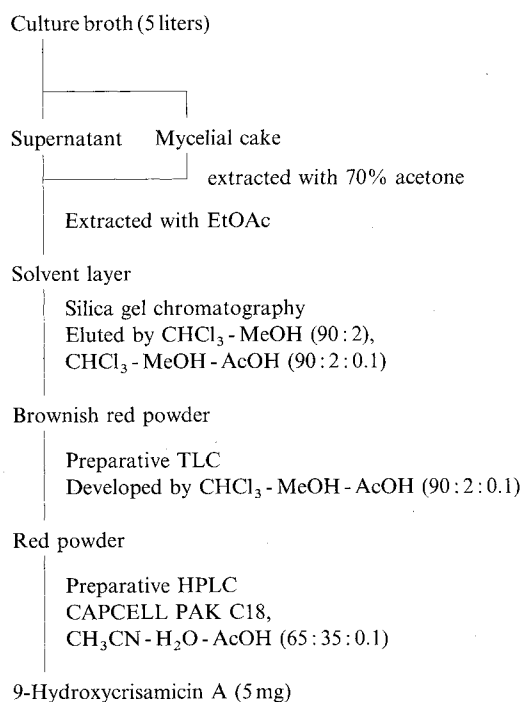 Culture broth (5 liters)
Supernatant Mycelial cake
extracted with 70% acetone
Extracted with EtOAc
Solvent layer
Silica gel chromatography
Eluted by CHCl₃-MeOH (90:2),
CHCl₃-MeOH-AcOH (90:2:0.1)
Brownish red powder
Preparative TLC
Developed by CHCl₃-MeOH-AcOH (90:2:0.1)
Red powder
Preparative HPLC
CAPCELL PAK C18,
CH₃CN-H₂O-AcOH (65:35:0.1)
9-Hydroxycrisamicin A (5 mg)